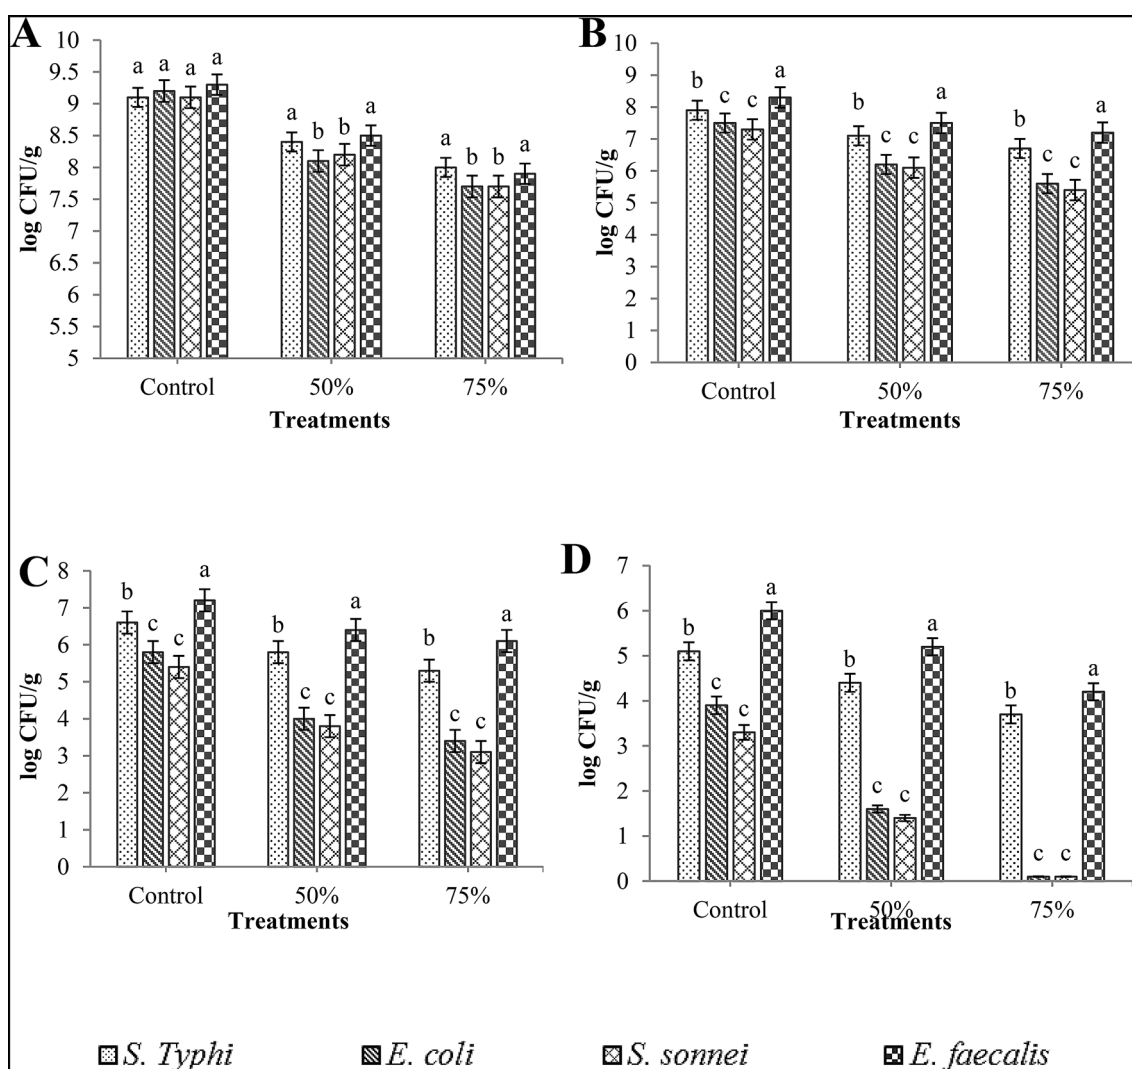 A
10
9.5
9
8.5
8
7.5
7
6.5
6
5.5
5
log CFU/g
a a a a
a b b a
a b b a
Control 50% 75%
Treatments
B
10
9
8
7
6
5
4
3
2
1
0
log CFU/g
b c c a
b c c a
b c c a
Control 50% 75%
Treatments
C
8
7
6
5
4
3
2
1
0
log CFU/g
b c c a
b c c a
b c c a
Control 50% 75%
Treatments
D
7
6
5
4
3
2
1
0
log CFU/g
b c c a
b c c a
b c c a
Control 50% 75%
Treatments
S. Typhi E. coli S. sonnei E. faecalis